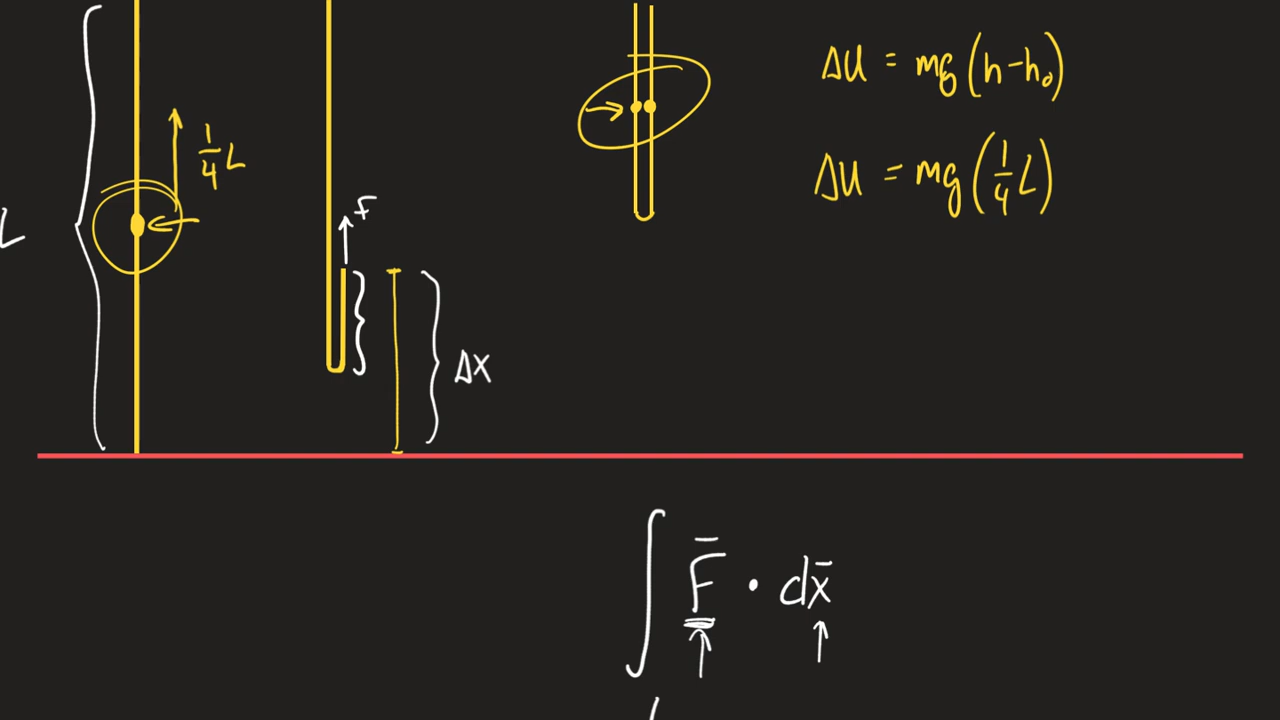 ΔU = mg(h-h₀)
ΔU = mg(1/4 L)
1/4 L
L
F
Δx
∫ F̄ · dx̄